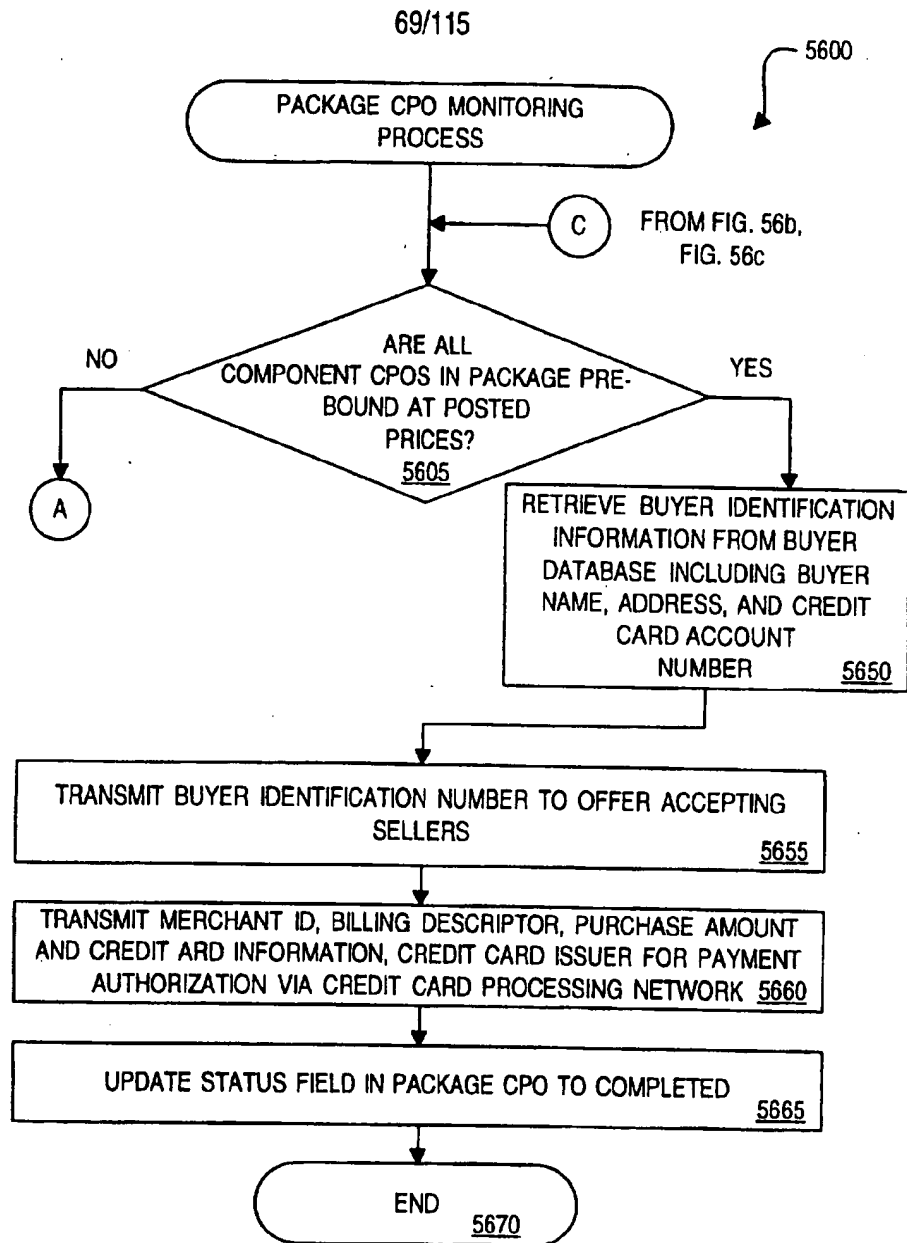 69/115
5600
PACKAGE CPO MONITORING
PROCESS
C
FROM FIG. 56b,
FIG. 56c
ARE ALL
COMPONENT CPOS IN PACKAGE PRE-
BOUND AT POSTED
PRICES?
5605
NO
YES
A
RETRIEVE BUYER IDENTIFICATION
INFORMATION FROM BUYER
DATABASE INCLUDING BUYER
NAME, ADDRESS, AND CREDIT
CARD ACCOUNT
NUMBER 5650
TRANSMIT BUYER IDENTIFICATION NUMBER TO OFFER ACCEPTING
SELLERS
5655
TRANSMIT MERCHANT ID, BILLING DESCRIPTOR, PURCHASE AMOUNT
AND CREDIT ARD INFORMATION, CREDIT CARD ISSUER FOR PAYMENT
AUTHORIZATION VIA CREDIT CARD PROCESSING NETWORK 5660
UPDATE STATUS FIELD IN PACKAGE CPO TO COMPLETED
5665
END
5670